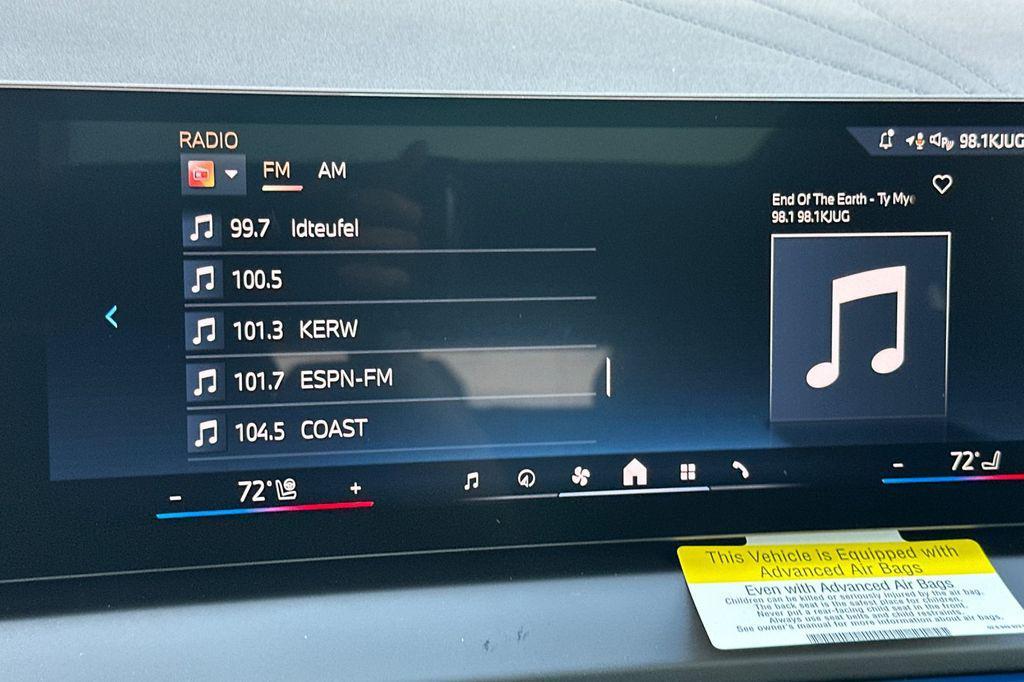 RADIO
FM AM
98.1KJUG
End Of The Earth - Ty My
98.1 98.1KJUG
99.7 ldteufel
100.5
101.3 KERW
101.7 ESPN-FM
104.5 COAST
- 72° +
- 72°
This Vehicle is Equipped with
Advanced Air Bags
Even with Advanced Air Bags
Children can be killed or seriously injured by the air bag.
The back seat is the safest place for children.
Never put a rear-facing child seat in the front.
Always use seat belts and child restraints.
See owner's manual for more information about air bags.